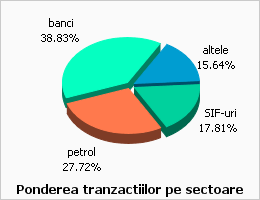 banci
38.83%
altele
15.64%
SIF-uri
17.81%
petrol
27.72%
Ponderea tranzactiilor pe sectoare